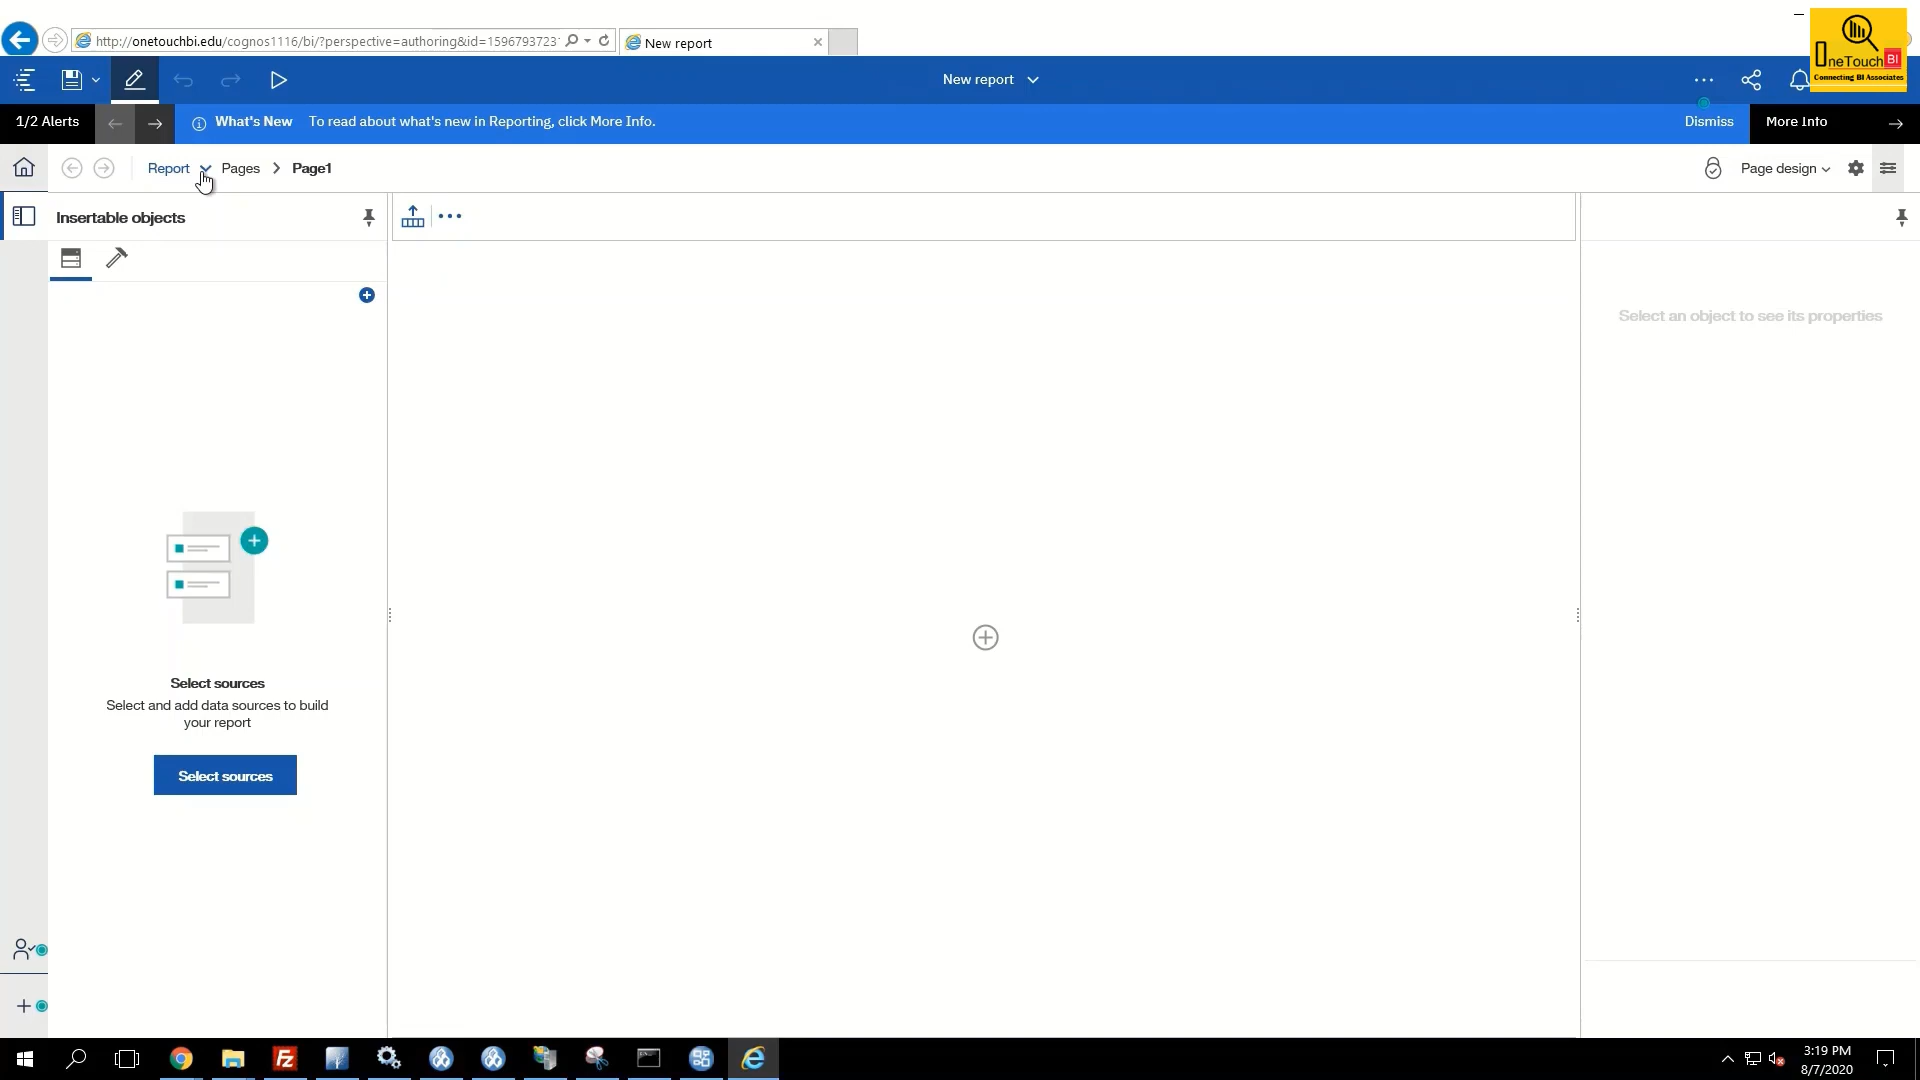 http://onetouchbi.edu/cognos1116/bi/?perspective=authoring&id=1596793723
New report
OneTouch BI
Connecting BI Associates
New report
1/2 Alerts
What's New
To read about what's new in Reporting, click More Info.
Dismiss
More Info
Report
Pages
Page1
Page design
Insertable objects
Select an object to see its properties
Select sources
Select and add data sources to build
your report
Select sources
Fz
3:19 PM
8/7/2020